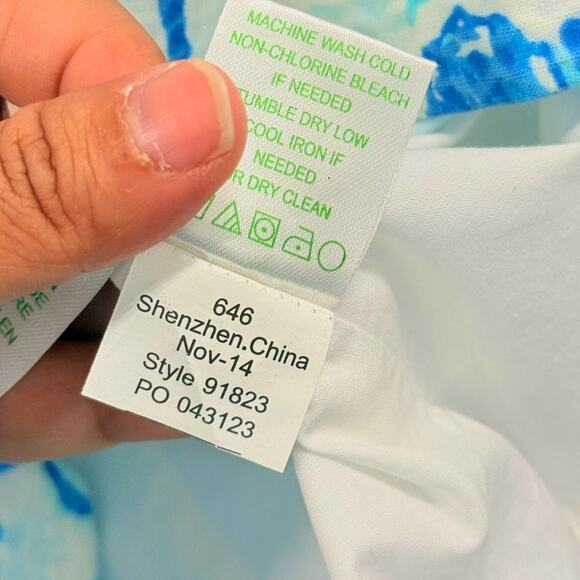 MACHINE WASH COLD
NON-CHLORINE BLEACH
IF NEEDED
TUMBLE DRY LOW
COOL IRON IF
NEEDED
DRY CLEAN
646
Shenzhen.China
Nov-14
Style 91823
PO 043123